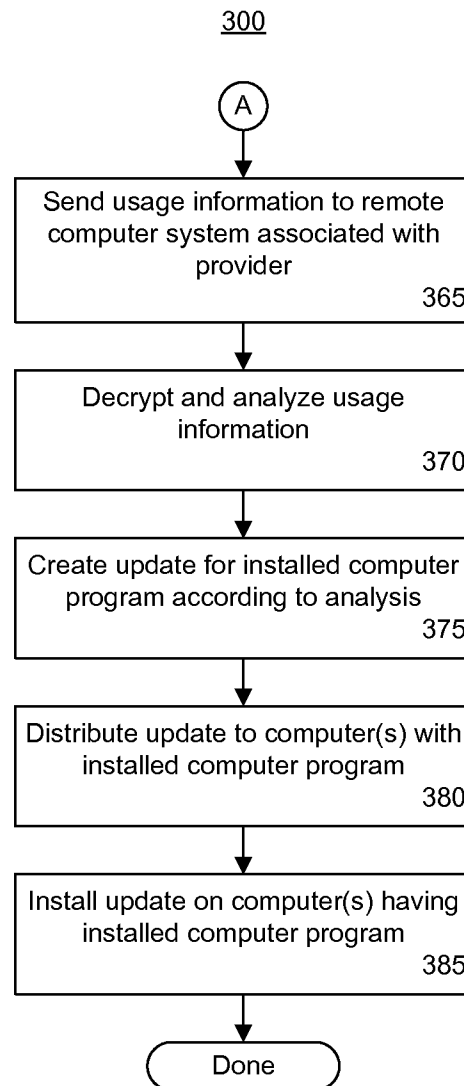 300
A
Send usage information to remote
computer system associated with
provider
365
Decrypt and analyze usage
information
370
Create update for installed computer
program according to analysis
375
Distribute update to computer(s) with
installed computer program
380
Install update on computer(s) having
installed computer program
385
Done